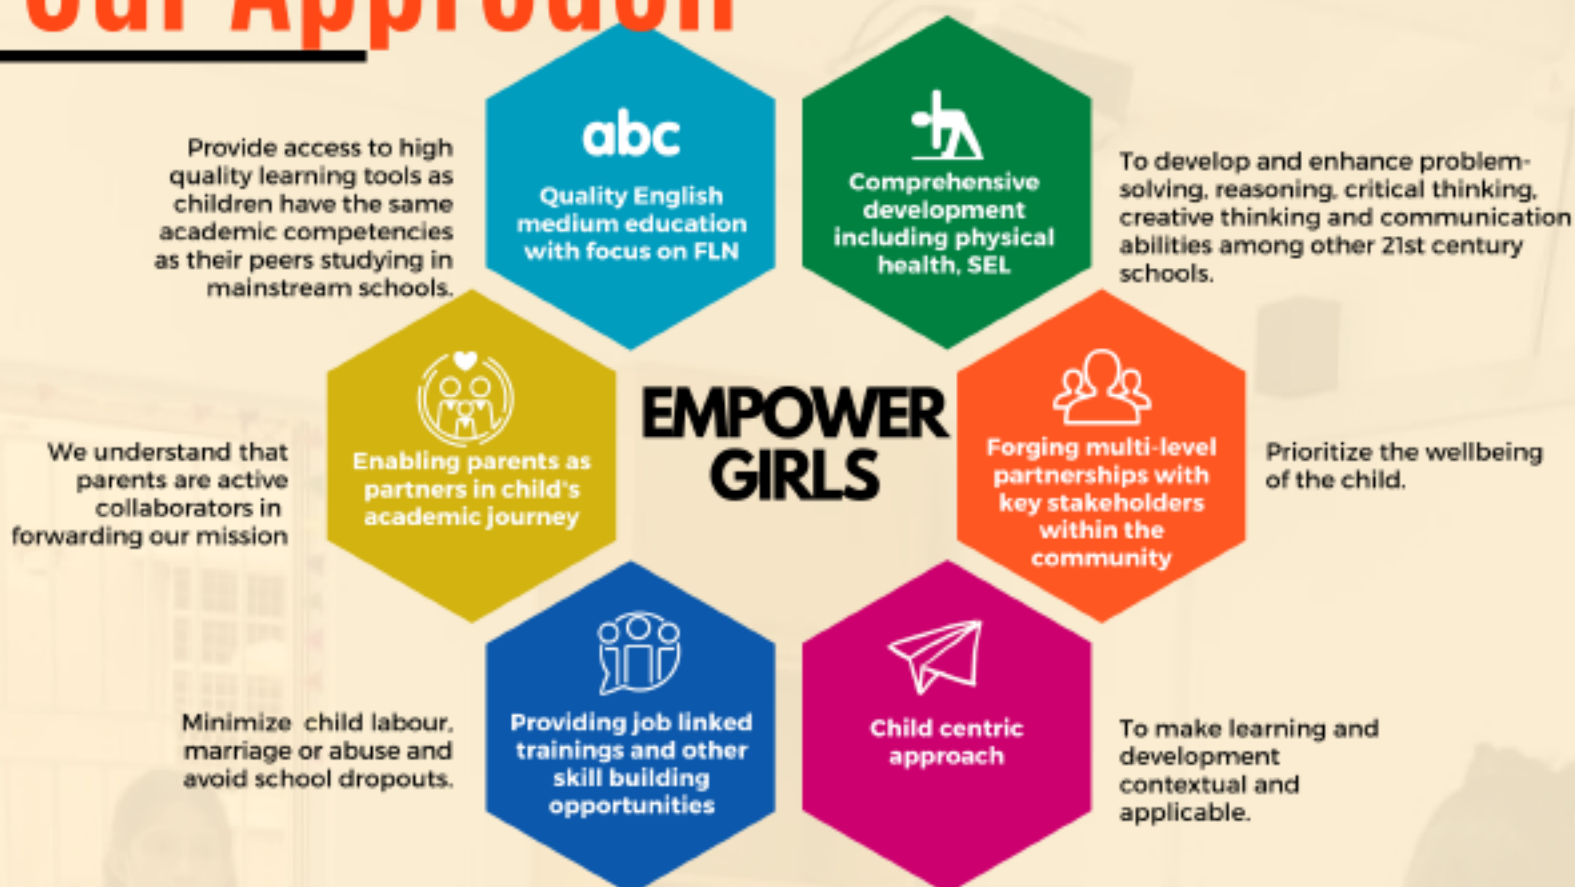 Our Approach
Provide access to high
quality learning tools as
children have the same
academic competencies
as their peers studying in
mainstream schools.
abc
Quality English
medium education
with focus on FLN
Comprehensive
development
including physical
health, SEL
To develop and enhance problem-
solving, reasoning, critical thinking,
creative thinking and communication
abilities among other 21st century
schools.
We understand that
parents are active
collaborators in
forwarding our mission
Enabling parents as
partners in child's
academic journey
EMPOWER
GIRLS
Forging multi-level
partnerships with
key stakeholders
within the
community
Prioritize the wellbeing
of the child.
Minimize child labour,
marriage or abuse and
avoid school dropouts.
Providing job linked
trainings and other
skill building
opportunities
Child centric
approach
To make learning and
development
contextual and
applicable.